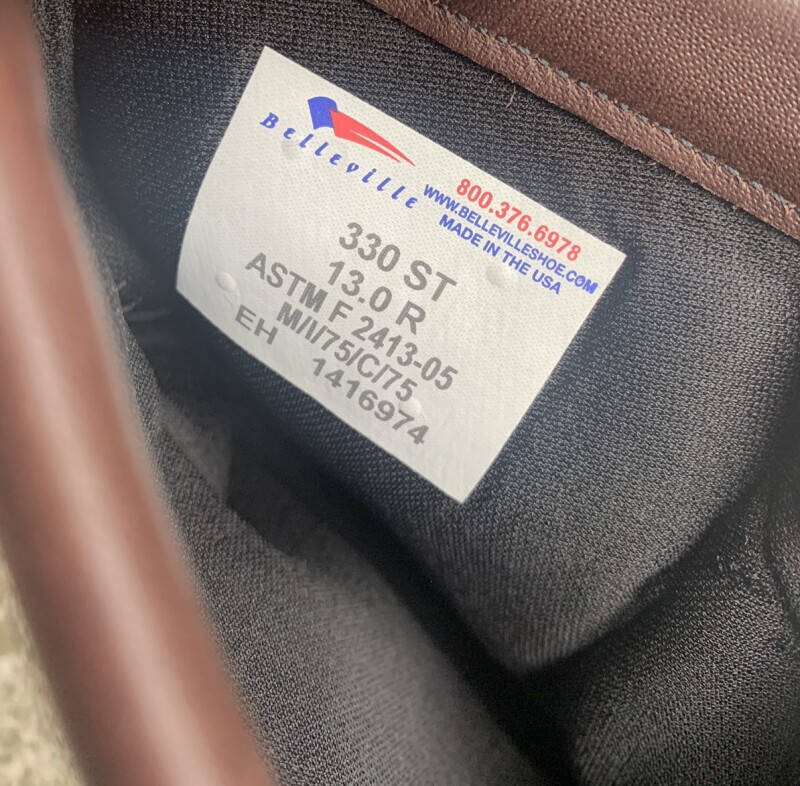 Belleville
800.376.6978
WWW.BELLEVILLESHOE.COM
MADE IN THE USA
330 ST
13.0 R
ASTM F 2413-05
M/I/75/C/75
EH 1416974